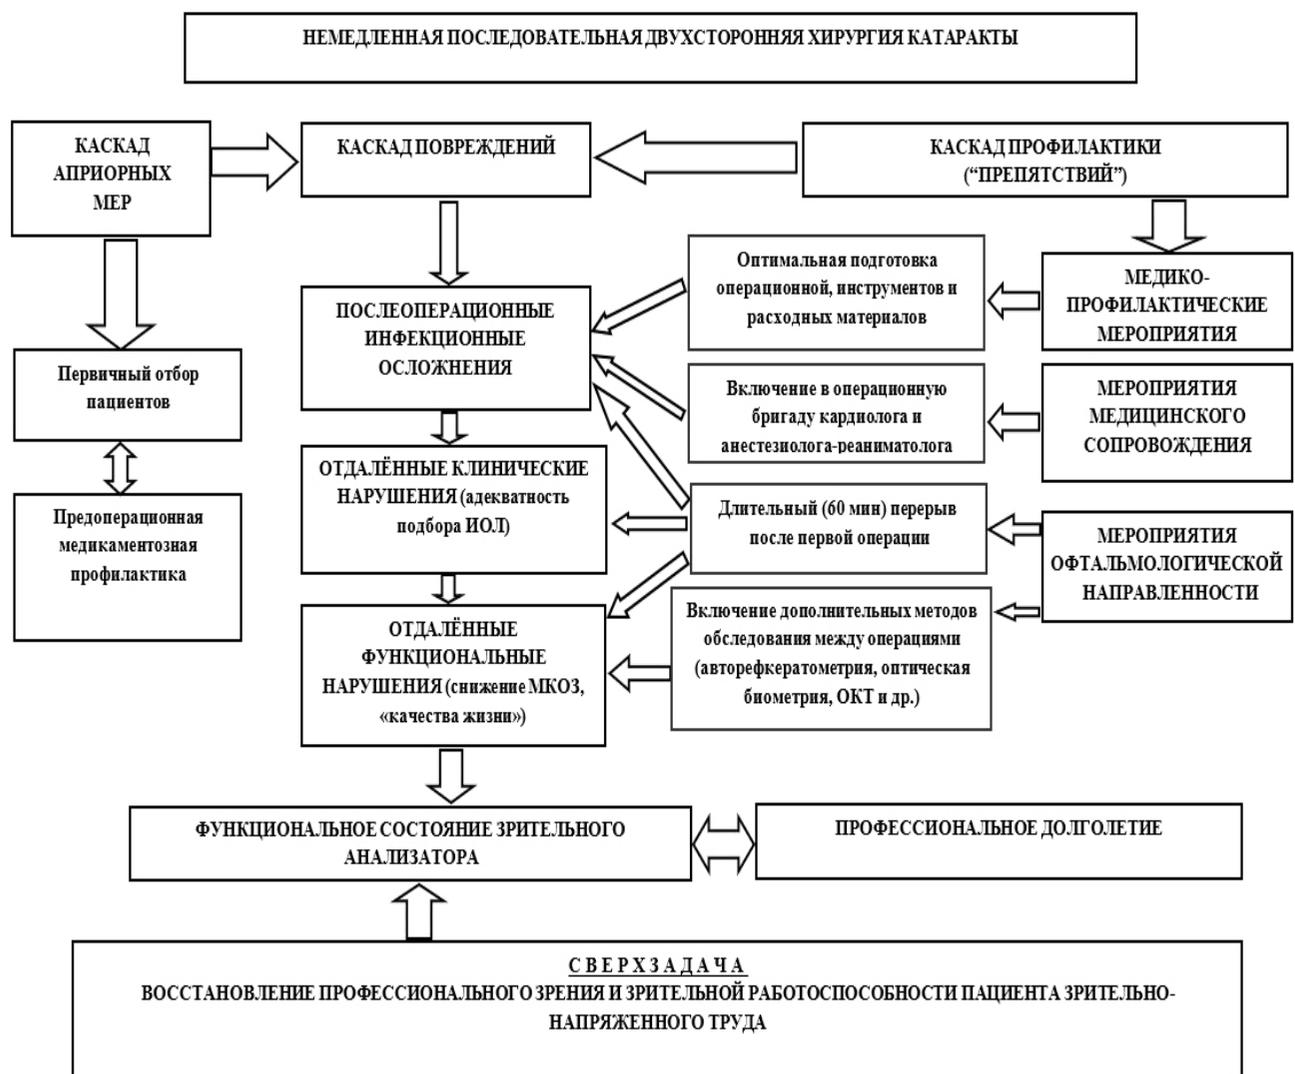 НЕМЕДЛЕННАЯ ПОСЛЕДОВАТЕЛЬНАЯ ДВУХСТОРОННЯЯ ХИРУРГИЯ КАТАРАКТЫ
КАСКАД
АПРИОРНЫХ
МЕР
КАСКАД ПОВРЕЖДЕНИЙ
КАСКАД ПРОФИЛАКТИКИ
(“ПРЕПЯТСТВИЙ”)
Первичный отбор
пациентов
Предоперационная
медикаментозная
профилактика
ПОСЛЕОПЕРАЦИОННЫЕ
ИНФЕКЦИОННЫЕ
ОСЛОЖНЕНИЯ
ОТДАЛЁННЫЕ КЛИНИЧЕСКИЕ
НАРУШЕНИЯ (адекватность
подбора ИОЛ)
ОТДАЛЁННЫЕ
ФУНКЦИОНАЛЬНЫЕ
НАРУШЕНИЯ (снижение МКОЗ,
«качества жизни»)
Оптимальная подготовка
операционной, инструментов и
расходных материалов
Включение в операционную
бригаду кардиолога и
анестезиолога-реаниматолога
Длительный (60 мин) перерыв
после первой операции
Включение дополнительных методов
обследования между операциями
(авторефкератометрия, оптическая
биометрия, ОКТ и др.)
МЕДИКО-
ПРОФИЛАКТИЧЕСКИЕ
МЕРОПРИЯТИЯ
МЕРОПРИЯТИЯ
МЕДИЦИНСКОГО
СОПРОВОЖДЕНИЯ
МЕРОПРИЯТИЯ
ОФТАЛЬМОЛОГИЧЕСКОЙ
НАПРАВЛЕННОСТИ
ФУНКЦИОНАЛЬНОЕ СОСТОЯНИЕ ЗРИТЕЛЬНОГО
АНАЛИЗАТОРА
ПРОФЕССИОНАЛЬНОЕ ДОЛГОЛЕТИЕ
С В Е Р Х З А Д А Ч А
ВОССТАНОВЛЕНИЕ ПРОФЕССИОНАЛЬНОГО ЗРЕНИЯ И ЗРИТЕЛЬНОЙ РАБОТОСПОСОБНОСТИ ПАЦИЕНТА ЗРИТЕЛЬНО-
НАПРЯЖЕННОГО ТРУДА